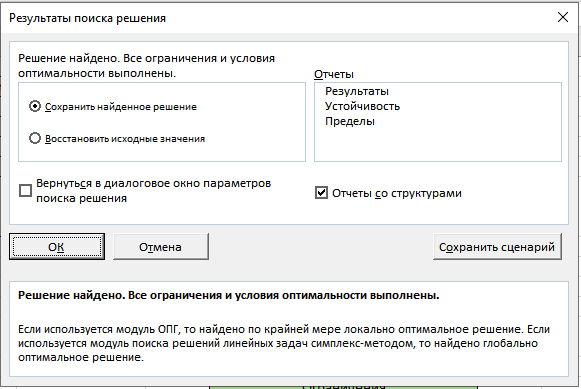 Результаты поиска решения
Решение найдено. Все ограничения и условия
оптимальности выполнены.
Отчеты
Сохранить найденное решение
Восстановить исходные значения
Результаты
Устойчивость
Пределы
Вернуться в диалоговое окно параметров
поиска решения
Отчеты со структурами
ОК
Отмена
Сохранить сценарий
Решение найдено. Все ограничения и условия оптимальности выполнены.
Если используется модуль ОПГ, то найдено по крайней мере локально оптимальное решение. Если
используется модуль поиска решений линейных задач симплекс-методом, то найдено глобально
оптимальное решение.